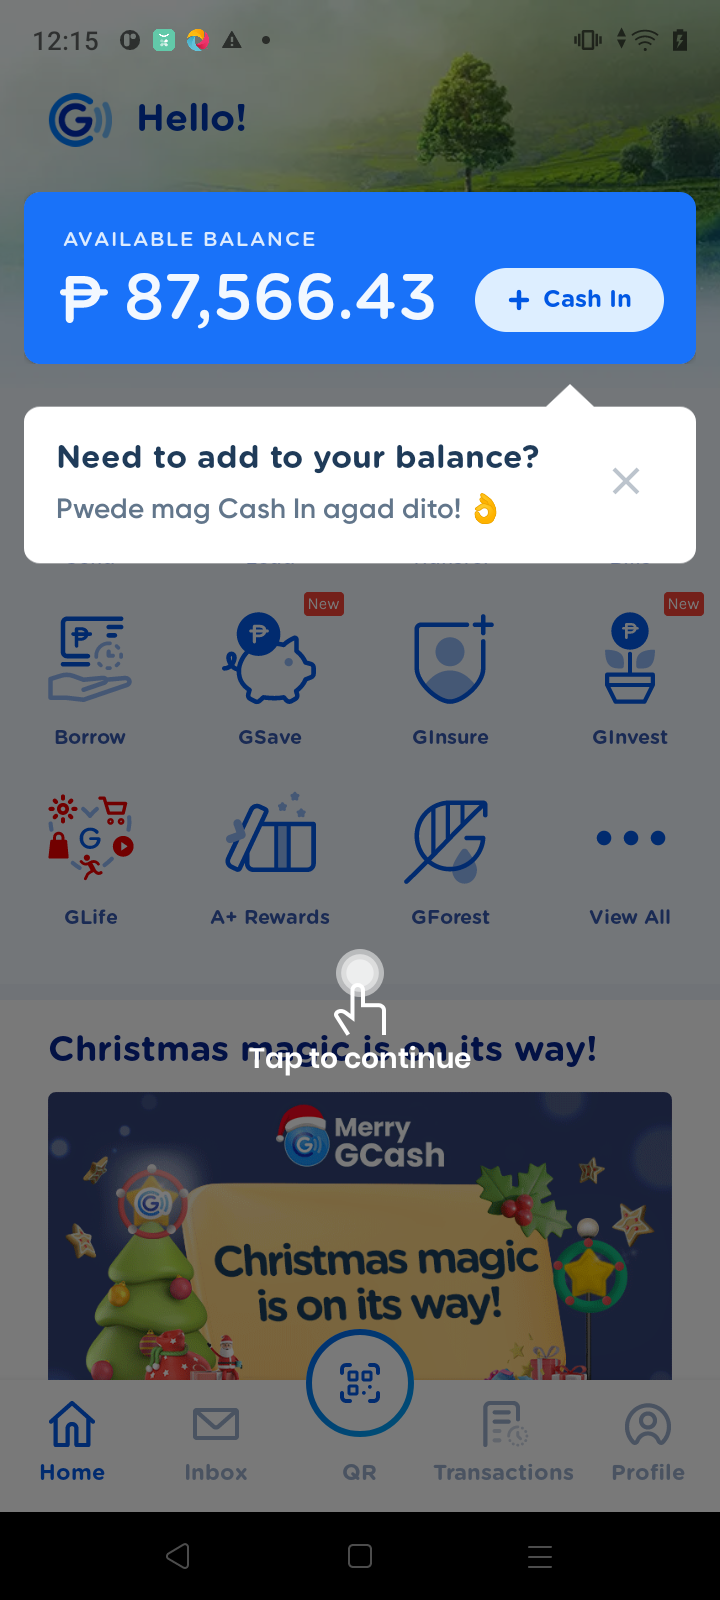 12:15
Hello!
AVAILABLE BALANCE
₱ 87,566.43
+ Cash In
Need to add to your balance?
Pwede mag Cash In agad dito! 👌
New
New
Borrow
GSave
GInsure
GInvest
GLife
A+ Rewards
GForest
View All
Christmas magic is on its way!
Tap to continue
Merry
GCash
Christmas magic
is on its way!
Home
Inbox
QR
Transactions
Profile